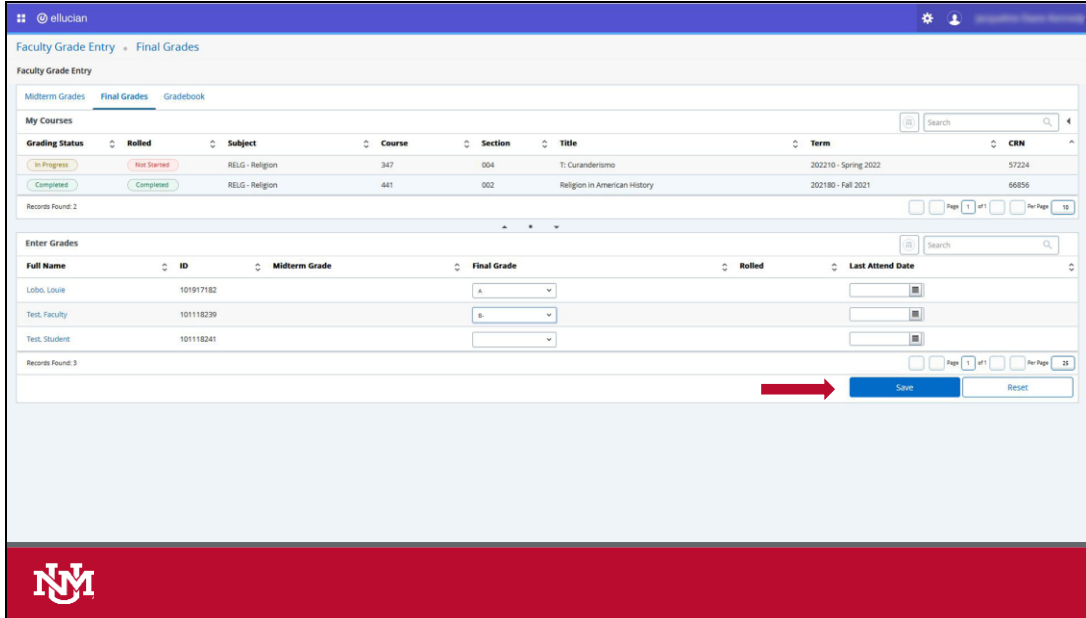 ellucian
Faculty Grade Entry • Final Grades
Faculty Grade Entry
Midterm Grades Final Grades Gradebook
My Courses Search
Grading Status Rolled Subject Course Section Title Term CRN
In Progress Not Started RELG - Religion 347 004 T: Curanderismo 202210 - Spring 2022 57224
Completed Completed RELG - Religion 441 002 Religion in American History 202180 - Fall 2021 66856
Records Found: 2 Page 1 of 1 Per Page 10
Enter Grades Search
Full Name ID Midterm Grade Final Grade Rolled Last Attend Date
Lobo, Louie 101917182 A
Test, Faculty 101118239 B-
Test, Student 101118241
Records Found: 3 Page 1 of 1 Per Page 25
Save Reset
UNM